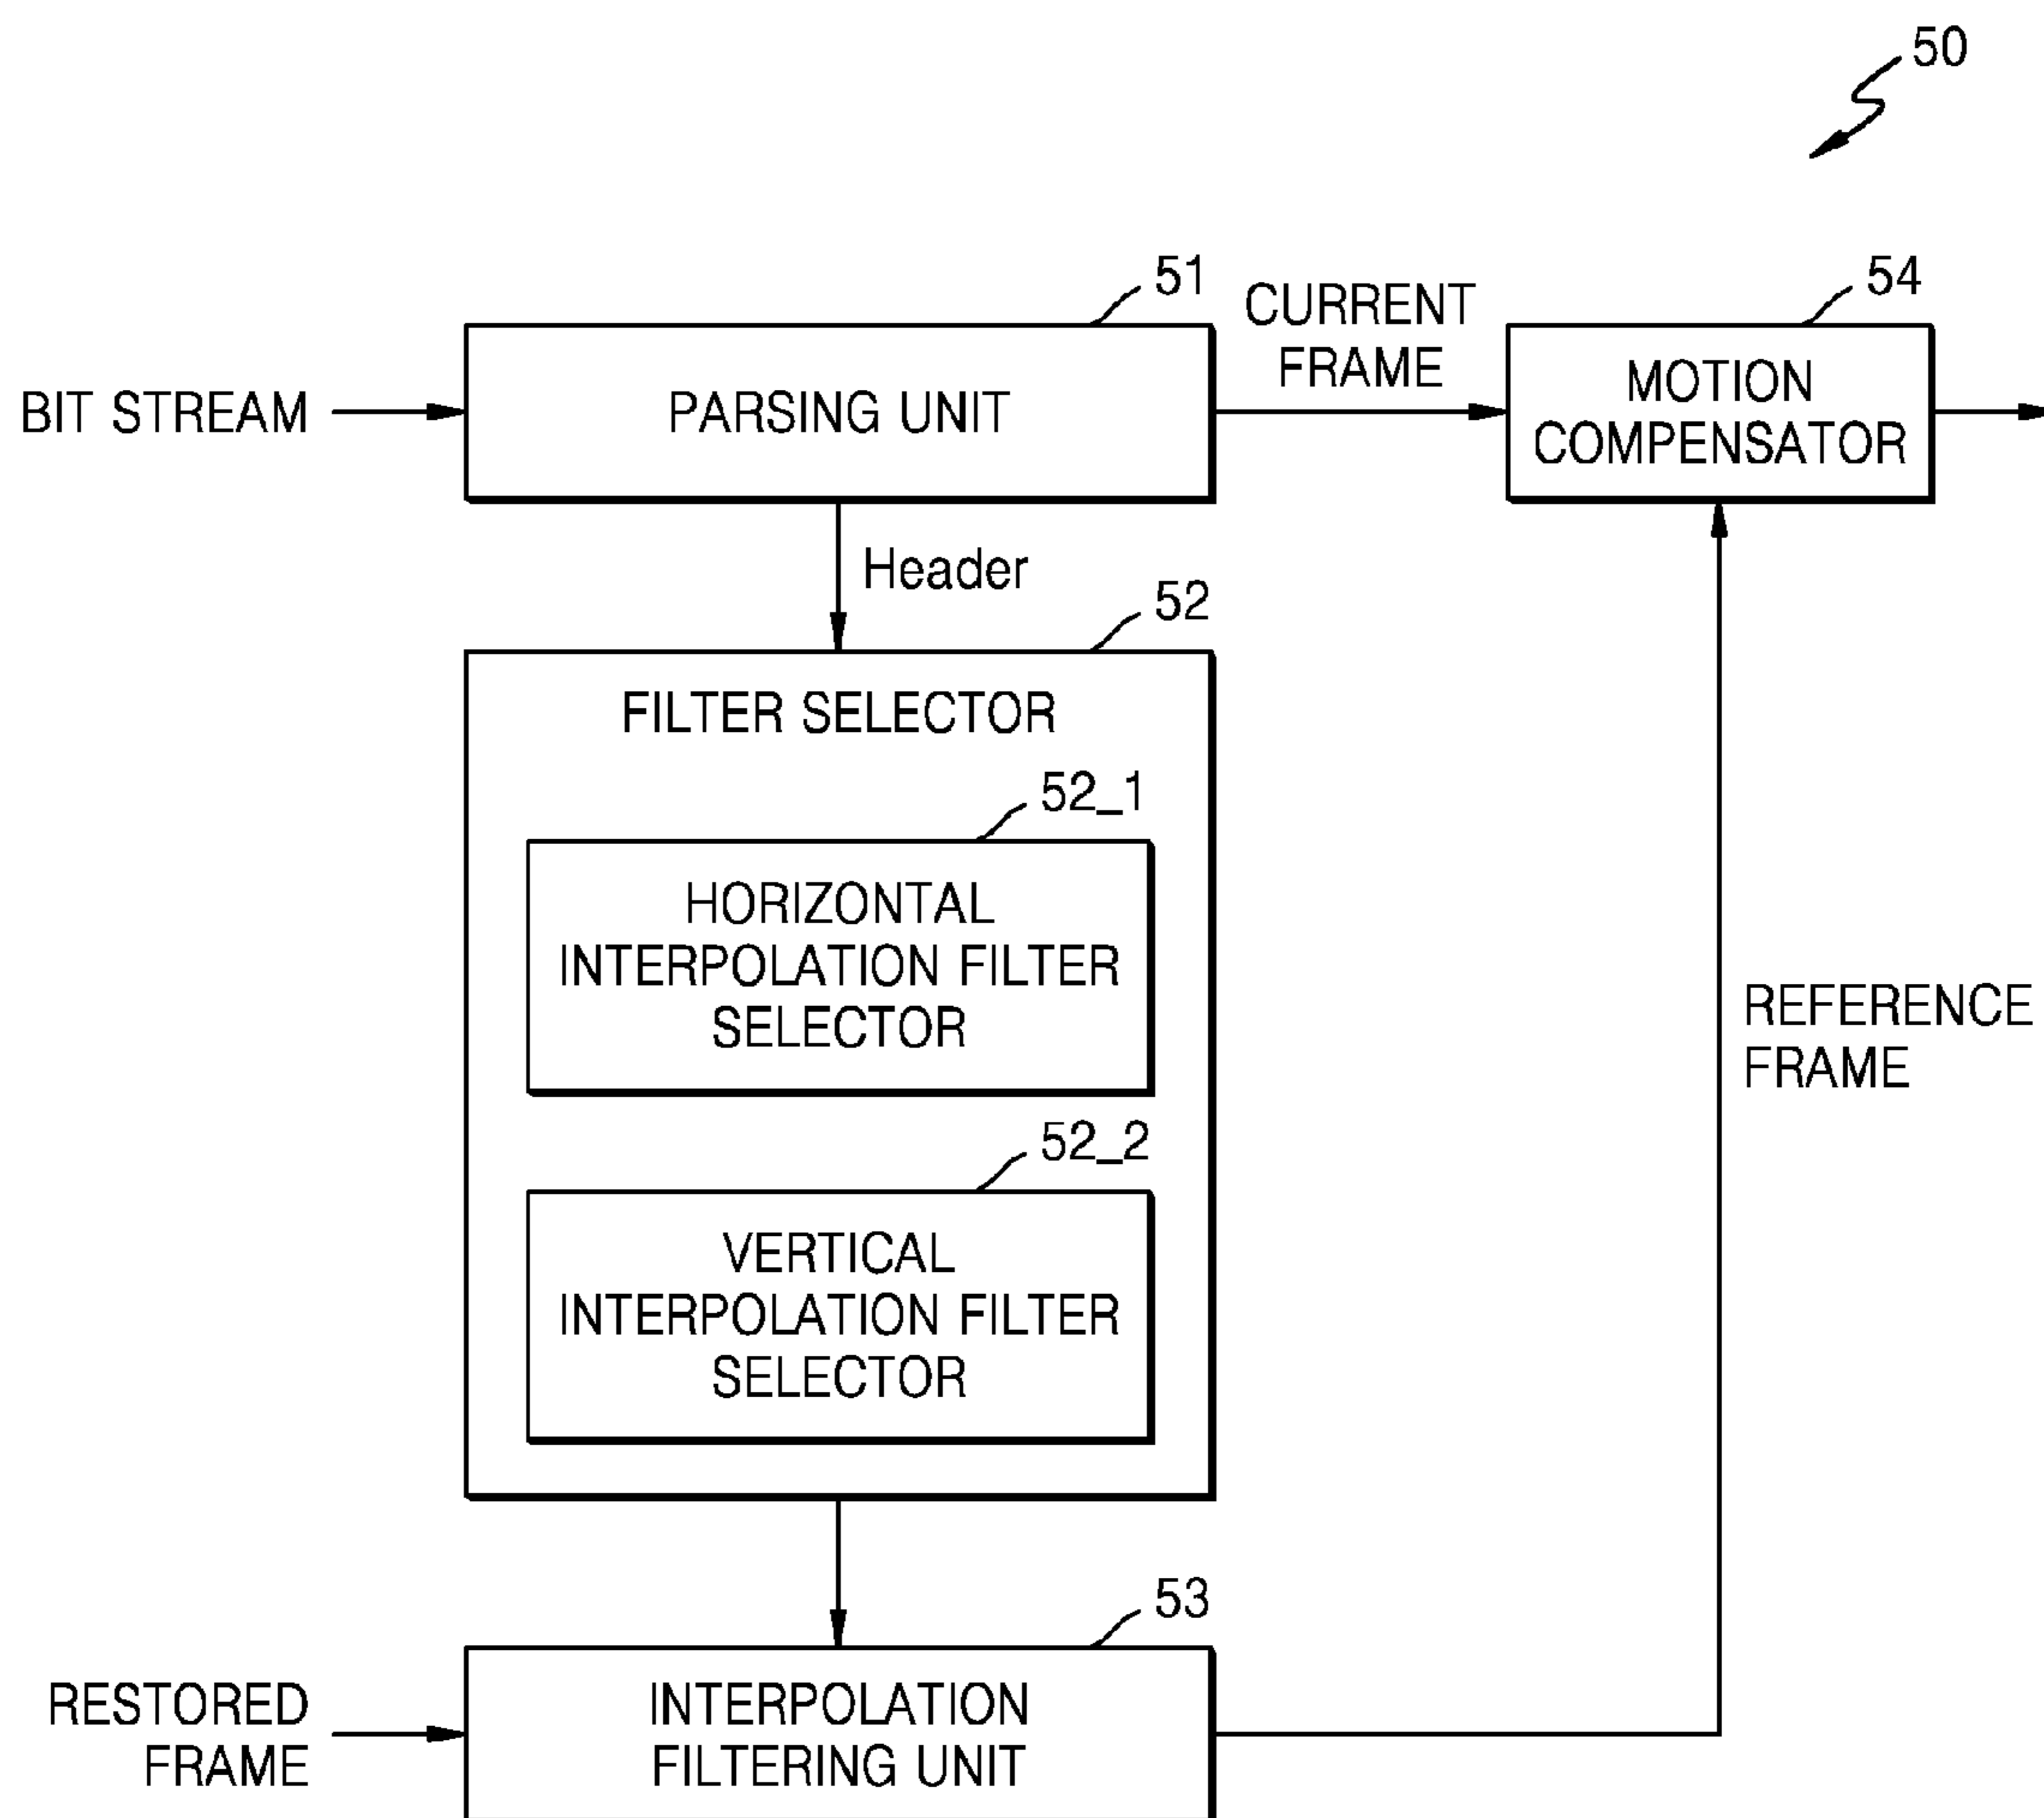 50
51
CURRENT
FRAME
54
BIT STREAM
PARSING UNIT
MOTION
COMPENSATOR
Header
52
FILTER SELECTOR
52_1
HORIZONTAL
INTERPOLATION FILTER
SELECTOR
REFERENCE
FRAME
52_2
VERTICAL
INTERPOLATION FILTER
SELECTOR
53
RESTORED
FRAME
INTERPOLATION
FILTERING UNIT